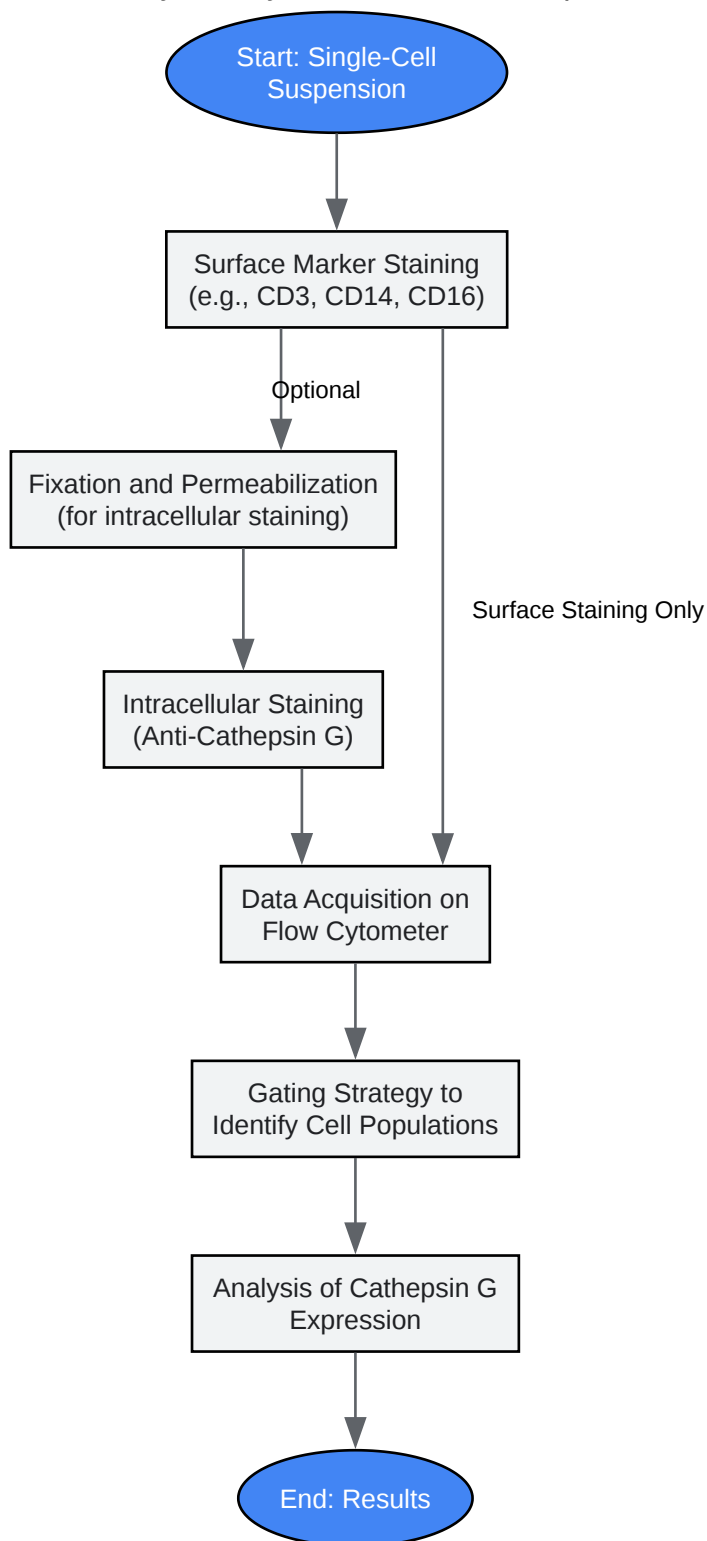 Start: Single-Cell
Suspension
Surface Marker Staining
(e.g., CD3, CD14, CD16)
Optional
Fixation and Permeabilization
(for intracellular staining)
Surface Staining Only
Intracellular Staining
(Anti-Cathepsin G)
Data Acquisition on
Flow Cytometer
Gating Strategy to
Identify Cell Populations
Analysis of Cathepsin G
Expression
End: Results